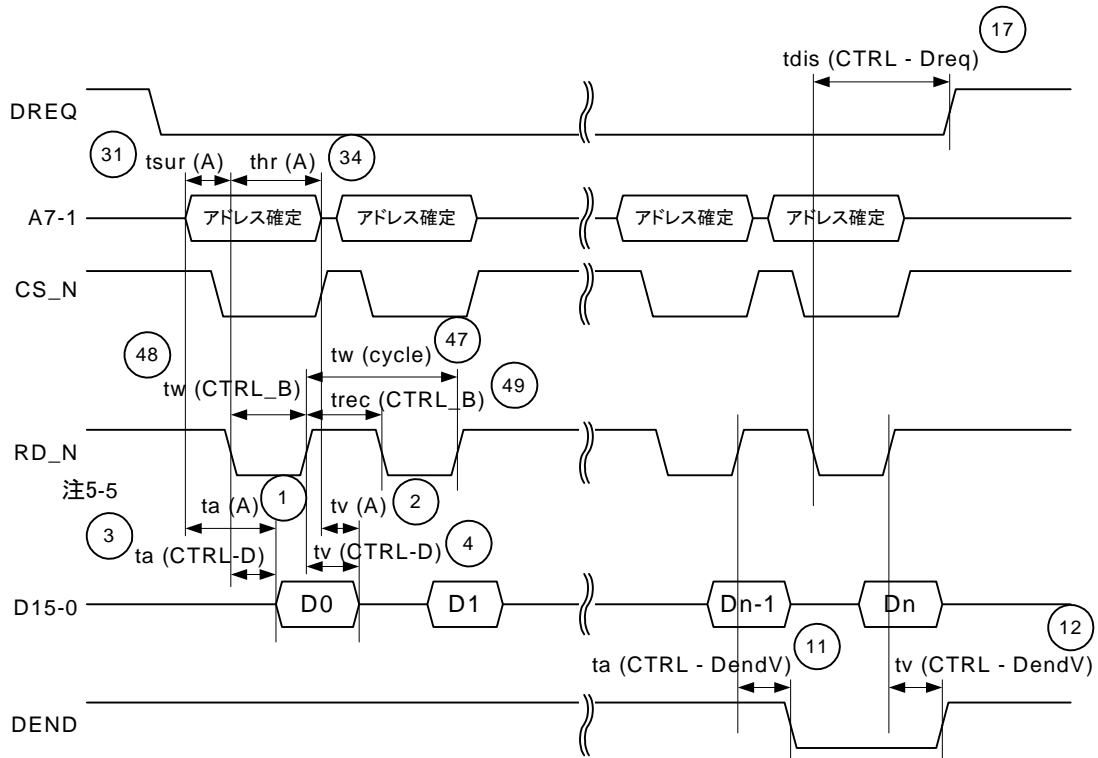 17
tdis (CTRL - Dreq)
DREQ
31
tsur (A)
thr (A)
34
A7-1
アドレス確定
アドレス確定
アドレス確定
アドレス確定
CS_N
48
47
tw (cycle)
49
tw (CTRL_B)
trec (CTRL_B)
RD_N
注5-5
1
2
ta (A)
tv (A)
3
4
ta (CTRL-D)
tv (CTRL-D)
D15-0
D0
D1
Dn-1
Dn
12
11
ta (CTRL - DendV)
tv (CTRL - DendV)
DEND